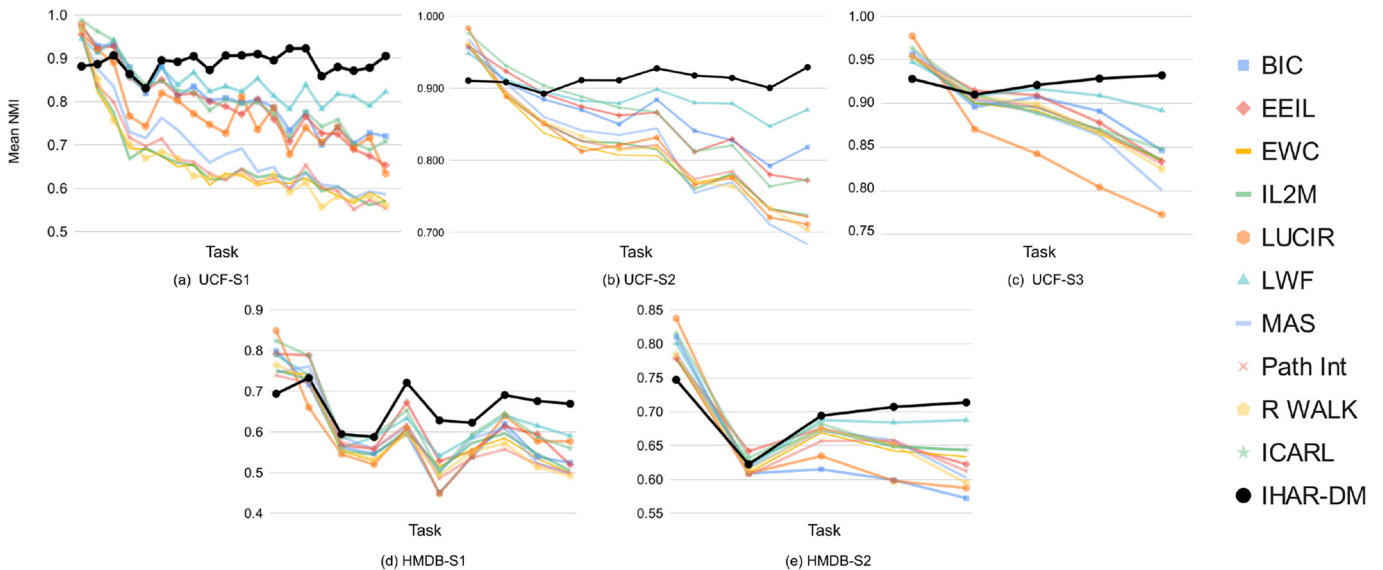 1.0
0.9
0.8
0.7
0.6
0.5
Mean NMI
Task
(a) UCF-S1
1.000
0.900
0.800
0.700
Task
(b) UCF-S2
1.00
0.95
0.90
0.85
0.80
0.75
Task
(c) UCF-S3
0.9
0.8
0.7
0.6
0.5
0.4
Task
(d) HMDB-S1
0.85
0.80
0.75
0.70
0.65
0.60
0.55
Task
(e) HMDB-S2
BIC
EEIL
EWC
IL2M
LUCIR
LWF
MAS
Path Int
R WALK
ICARL
IHAR-DM